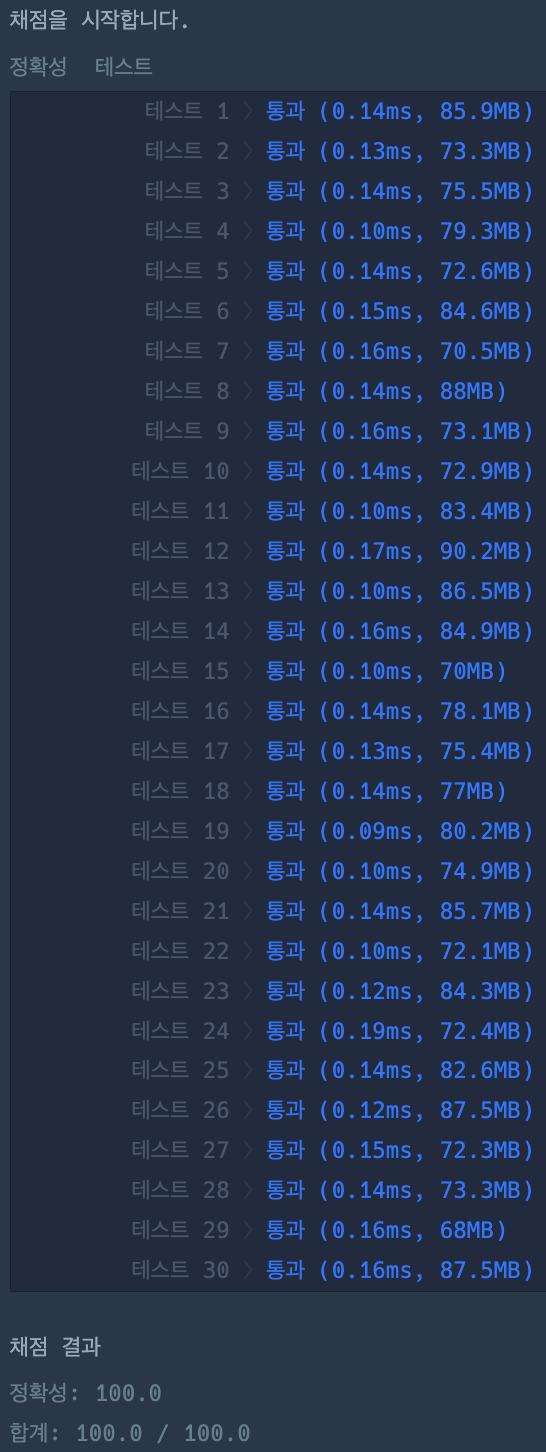 채점을 시작합니다.
정확성 테스트
테스트 1 〉 통과 (0.14ms, 85.9MB)
테스트 2 〉 통과 (0.13ms, 73.3MB)
테스트 3 〉 통과 (0.14ms, 75.5MB)
테스트 4 〉 통과 (0.10ms, 79.3MB)
테스트 5 〉 통과 (0.14ms, 72.6MB)
테스트 6 〉 통과 (0.15ms, 84.6MB)
테스트 7 〉 통과 (0.16ms, 70.5MB)
테스트 8 〉 통과 (0.14ms, 88MB)
테스트 9 〉 통과 (0.16ms, 73.1MB)
테스트 10 〉 통과 (0.14ms, 72.9MB)
테스트 11 〉 통과 (0.10ms, 83.4MB)
테스트 12 〉 통과 (0.17ms, 90.2MB)
테스트 13 〉 통과 (0.10ms, 86.5MB)
테스트 14 〉 통과 (0.16ms, 84.9MB)
테스트 15 〉 통과 (0.10ms, 70MB)
테스트 16 〉 통과 (0.14ms, 78.1MB)
테스트 17 〉 통과 (0.13ms, 75.4MB)
테스트 18 〉 통과 (0.14ms, 77MB)
테스트 19 〉 통과 (0.09ms, 80.2MB)
테스트 20 〉 통과 (0.10ms, 74.9MB)
테스트 21 〉 통과 (0.14ms, 85.7MB)
테스트 22 〉 통과 (0.10ms, 72.1MB)
테스트 23 〉 통과 (0.12ms, 84.3MB)
테스트 24 〉 통과 (0.19ms, 72.4MB)
테스트 25 〉 통과 (0.14ms, 82.6MB)
테스트 26 〉 통과 (0.12ms, 87.5MB)
테스트 27 〉 통과 (0.15ms, 72.3MB)
테스트 28 〉 통과 (0.14ms, 73.3MB)
테스트 29 〉 통과 (0.16ms, 68MB)
테스트 30 〉 통과 (0.16ms, 87.5MB)
채점 결과
정확성: 100.0
합계: 100.0 / 100.0